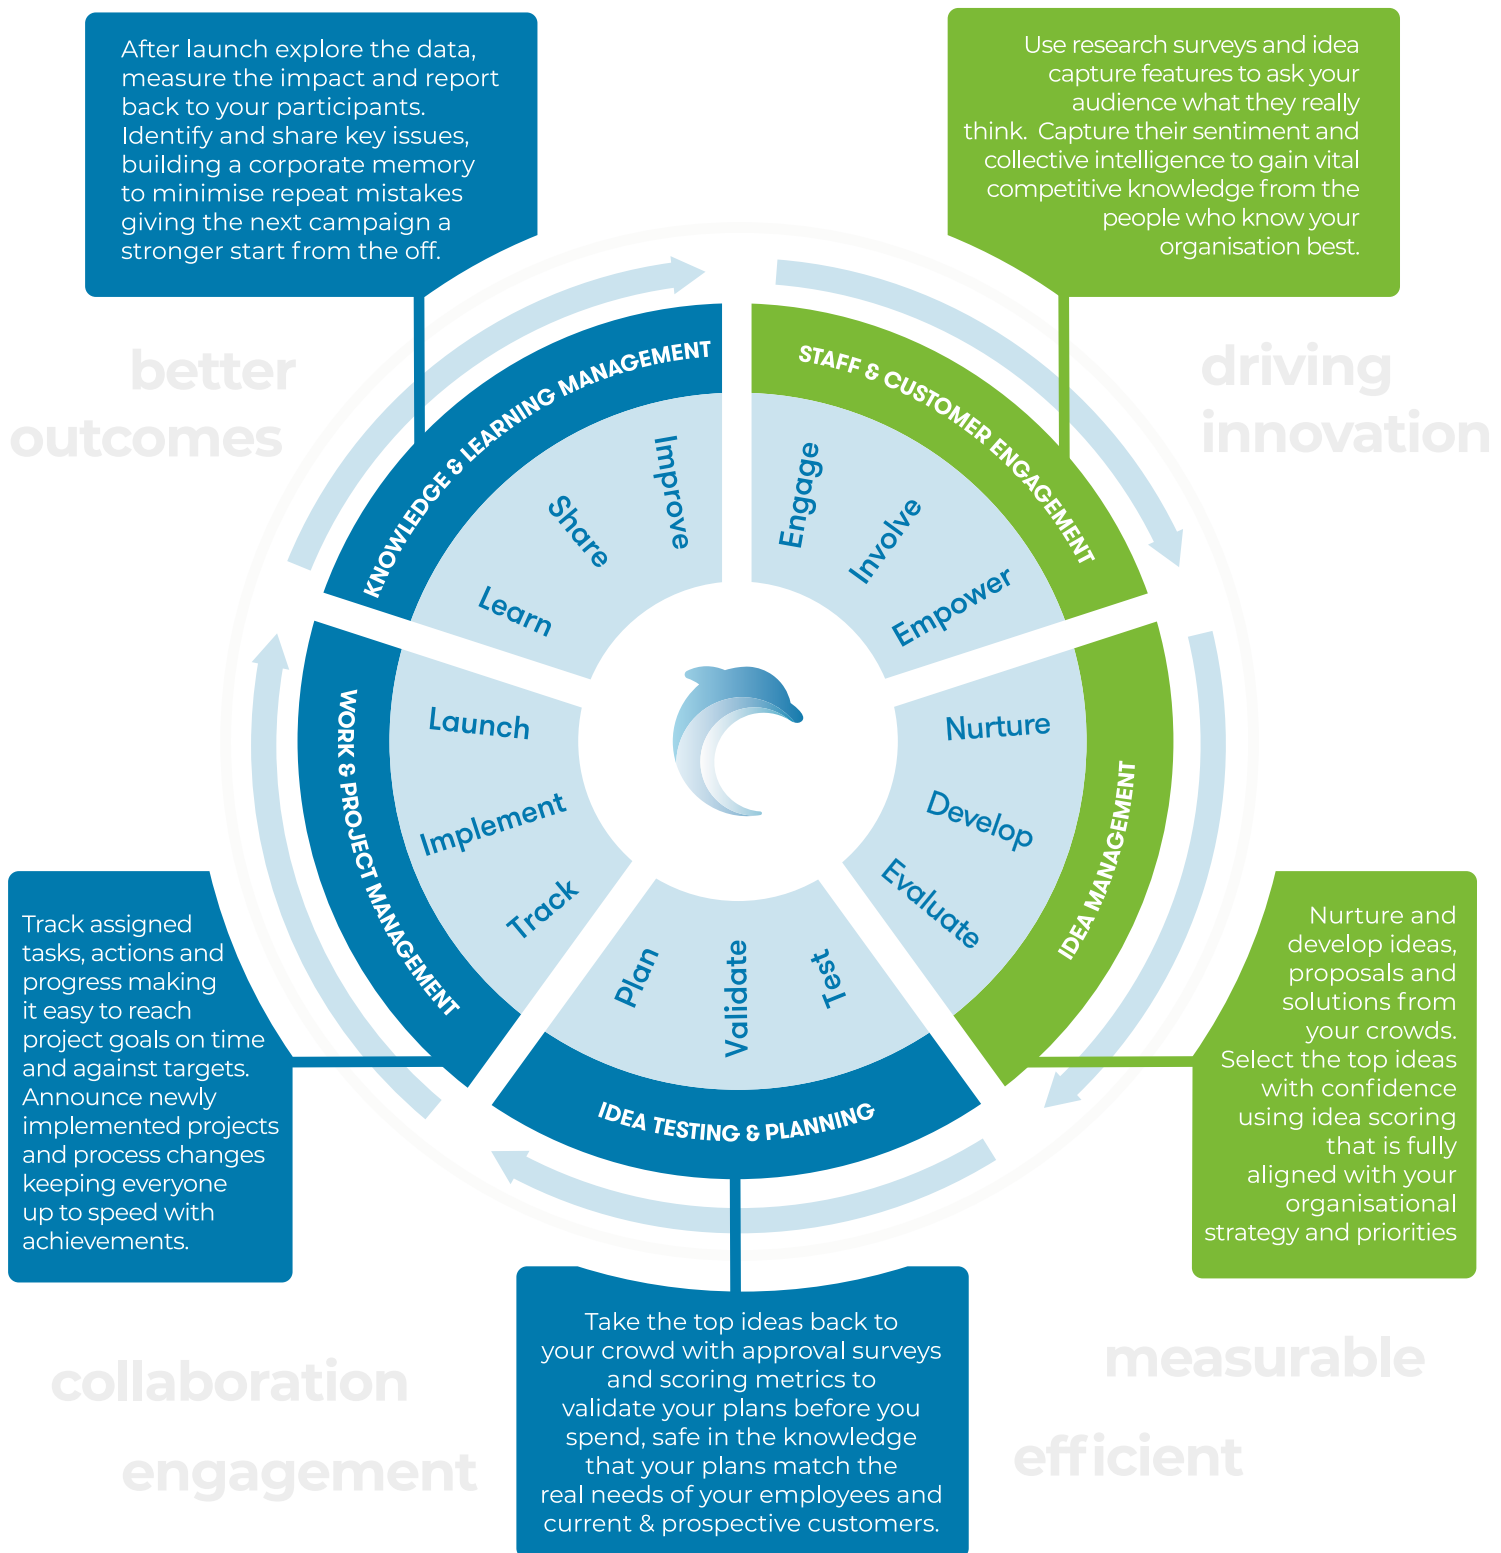 After launch explore the data,
measure the impact and report
back to your participants.
Identify and share key issues,
building a corporate memory
to minimise repeat mistakes
giving the next campaign a
stronger start from the off.
Use research surveys and idea
capture features to ask your
audience what they really
think. Capture their sentiment and
collective intelligence to gain vital
competitive knowledge from the
people who know your
organisation best.
better
outcomes
driving
innovation
KNOWLEDGE & LEARNING MANAGEMENT
Learn
Share
Improve
STAFF & CUSTOMER ENGAGEMENT
Engage
Involve
Empower
IDEA MANAGEMENT
Nurture
Develop
Evaluate
IDEA TESTING & PLANNING
Test
Validate
Plan
WORK & PROJECT MANAGEMENT
Track
Implement
Launch
Track assigned
tasks, actions and
progress making
it easy to reach
project goals on time
and against targets.
Announce newly
implemented projects
and process changes
keeping everyone
up to speed with
achievements.
Nurture and
develop ideas,
proposals and
solutions from
your crowds.
Select the top ideas
with confidence
using idea scoring
that is fully
aligned with your
organisational
strategy and priorities
Take the top ideas back to
your crowd with approval surveys
and scoring metrics to
validate your plans before you
spend, safe in the knowledge
that your plans match the
real needs of your employees and
current & prospective customers.
collaboration
engagement
measurable
efficient